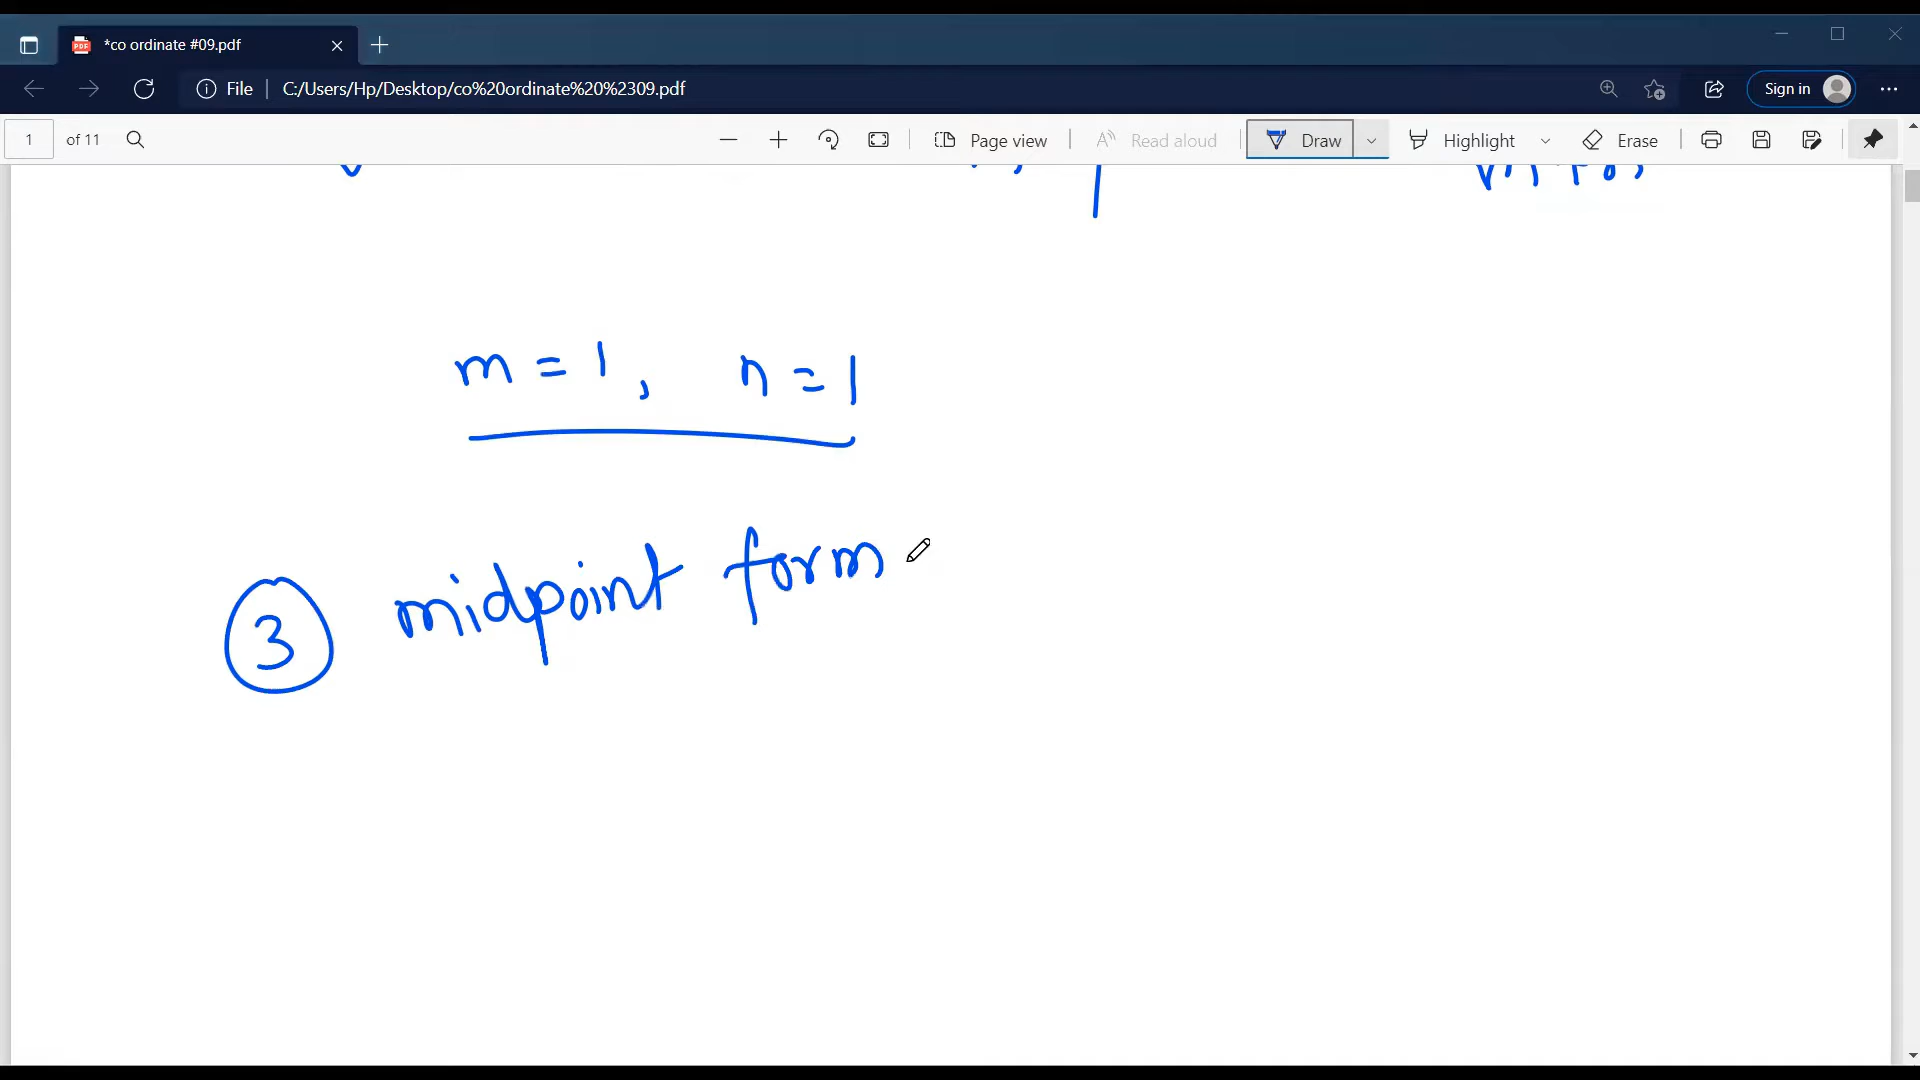 *co ordinate #09.pdf
File | C:/Users/Hp/Desktop/co%20ordinate%20%2309.pdf
Sign in
1 of 11
Page view
Read aloud
Draw
Highlight
Erase
m = 1, n = 1
③ midpoint form